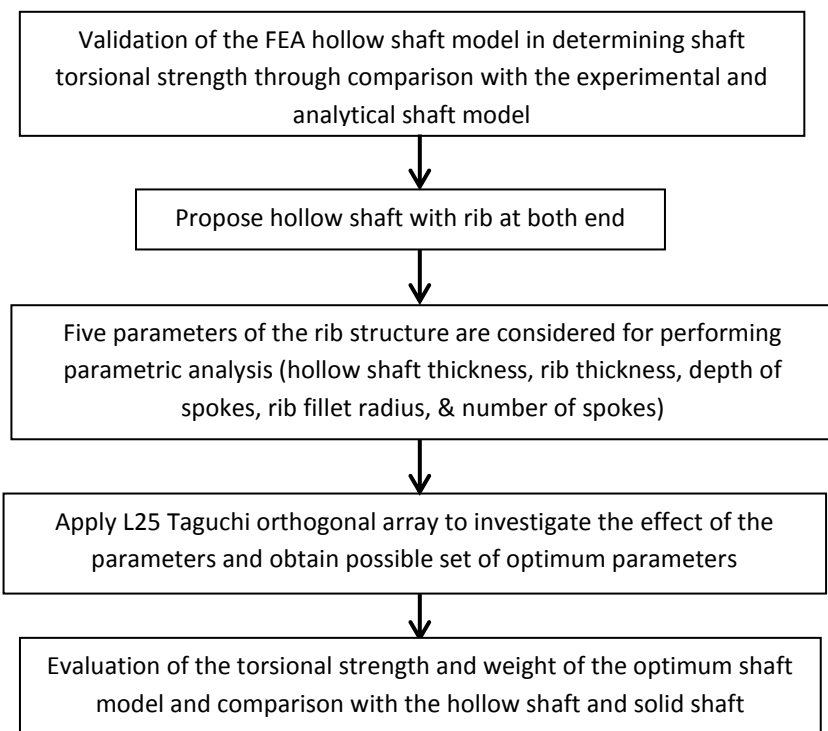 Validation of the FEA hollow shaft model in determining shaft
torsional strength through comparison with the experimental and
analytical shaft model
Propose hollow shaft with rib at both end
Five parameters of the rib structure are considered for performing
parametric analysis (hollow shaft thickness, rib thickness, depth of
spokes, rib fillet radius, & number of spokes)
Apply L25 Taguchi orthogonal array to investigate the effect of the
parameters and obtain possible set of optimum parameters
Evaluation of the torsional strength and weight of the optimum shaft
model and comparison with the hollow shaft and solid shaft